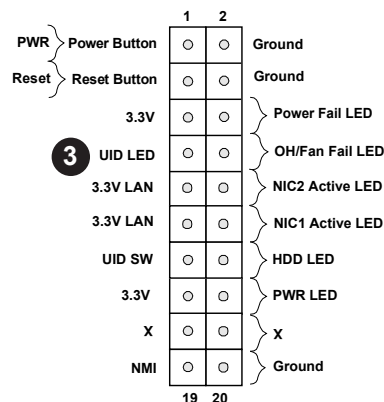 1 2
PWR Power Button Ground
Reset Reset Button Ground
3.3V Power Fail LED
3 UID LED OH/Fan Fail LED
3.3V LAN NIC2 Active LED
3.3V LAN NIC1 Active LED
UID SW HDD LED
3.3V PWR LED
X X
NMI Ground
19 20